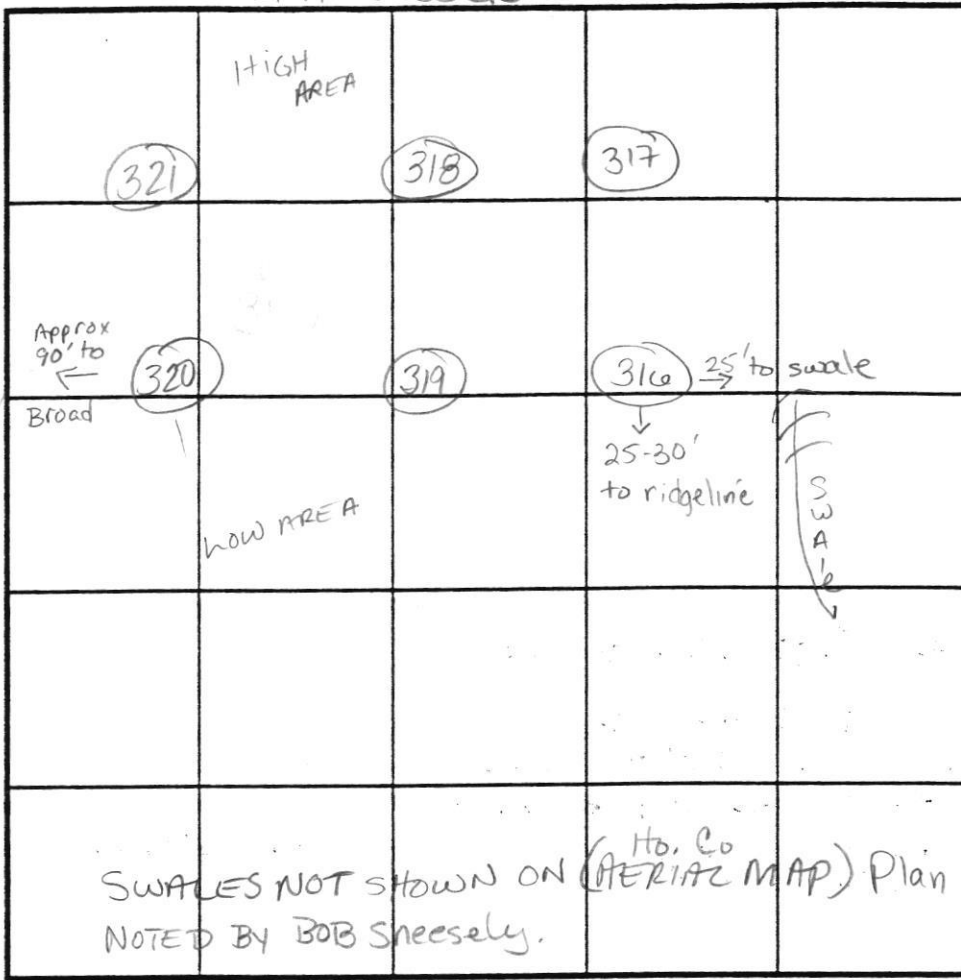 HIGH
AREA
321 318 317
Approx
90' to
320 319 316 25' to swale
Broad
25-30'
to ridgeline
LOW AREA
SWAle
Ho. Co
SWALES NOT SHOWN ON (AERIAL MAP) Plan
NOTED BY BOB Sheesely.